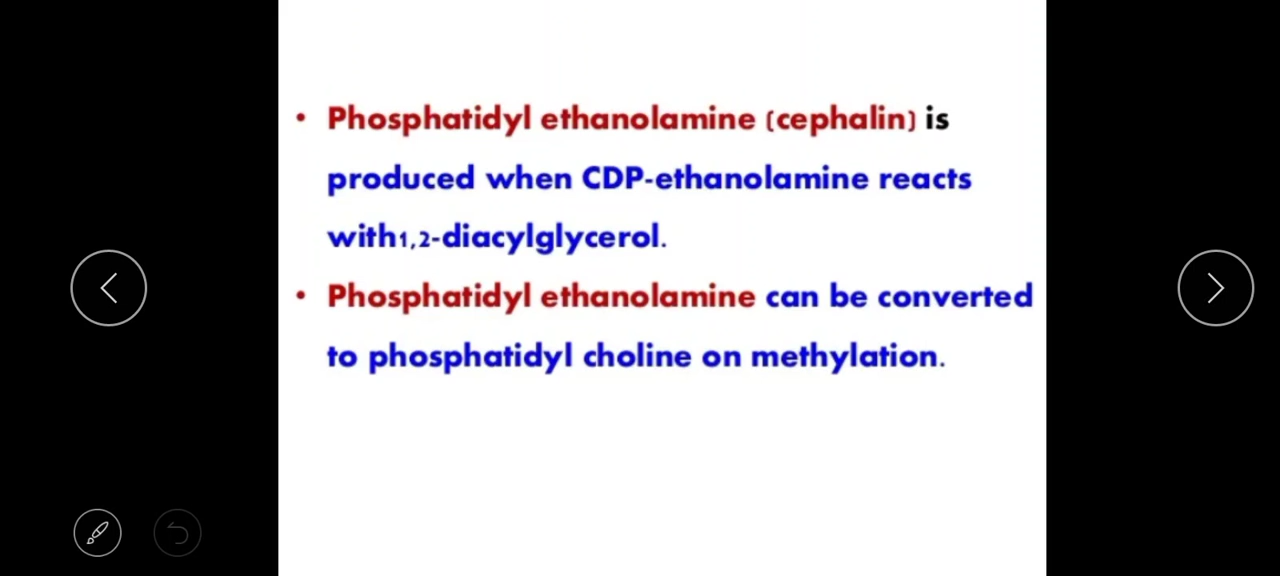 • Phosphatidyl ethanolamine (cephalin) is
produced when CDP-ethanolamine reacts
with1,2-diacylglycerol.
• Phosphatidyl ethanolamine can be converted
to phosphatidyl choline on methylation.